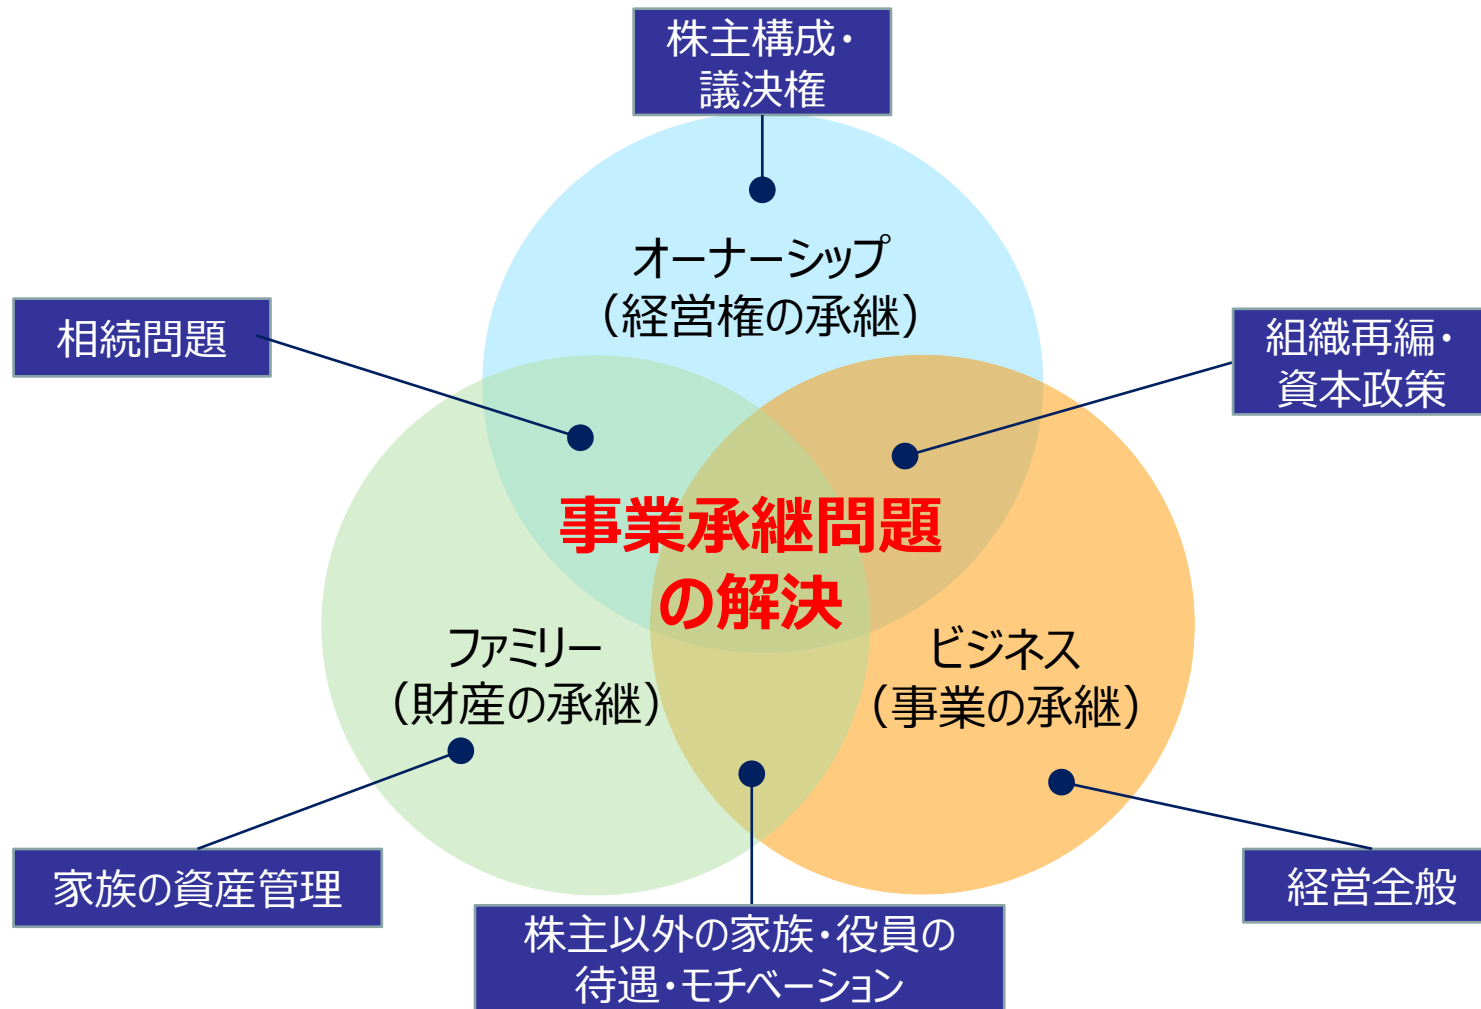 株主構成・
議決権
オーナーシップ
（経営権の承継）
相続問題
組織再編・
資本政策
事業承継問題
の解決
ファミリー
（財産の承継）
ビジネス
（事業の承継）
家族の資産管理
株主以外の家族・役員の
待遇・モチベーション
経営全般